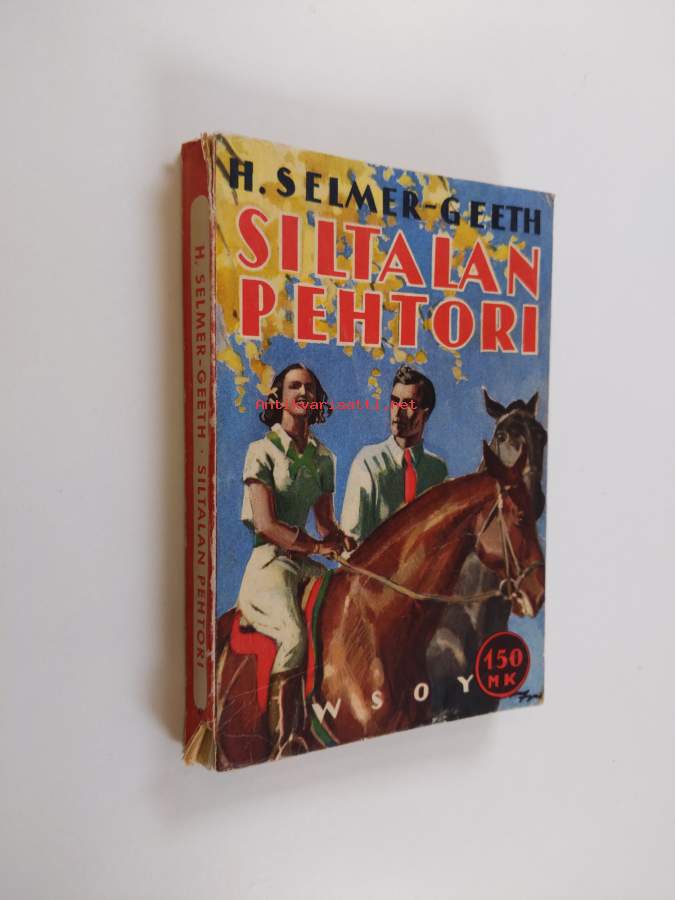 H. SELMER-GEETH
SILTALAN
PEHTORI
Antikvariaatti.net
150
MK
WSOY
H. SELMER-GEETH · SILTALAN PEHTORI